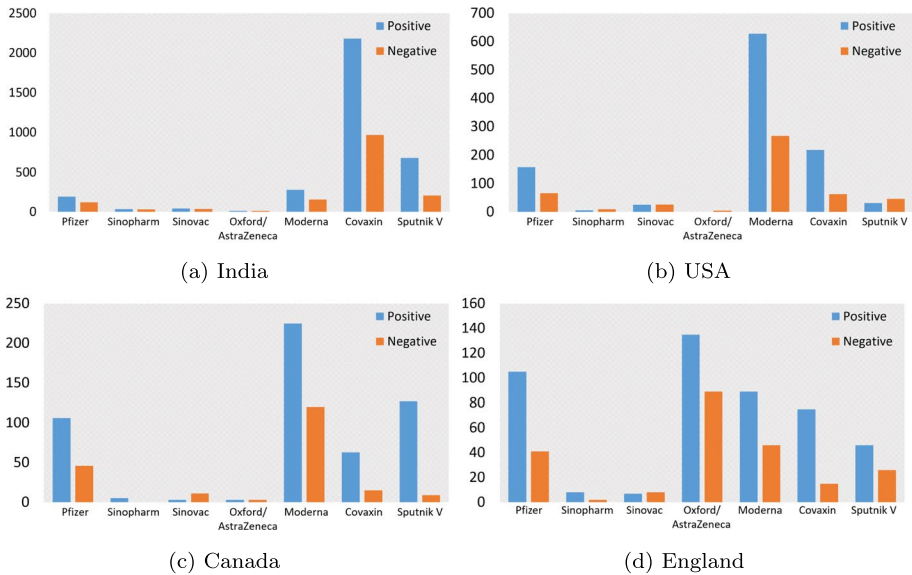 2500
2000
1500
1000
500
0
Positive
Negative
Pfizer Sinopharm Sinovac Oxford/ Moderna Covaxin Sputnik V
AstraZeneca
(a) India
700
600
500
400
300
200
100
0
Positive
Negative
Pfizer Sinopharm Sinovac Oxford/ Moderna Covaxin Sputnik V
AstraZeneca
(b) USA
250
200
150
100
50
0
Positive
Negative
Pfizer Sinopharm Sinovac Oxford/ Moderna Covaxin Sputnik V
AstraZeneca
(c) Canada
160
140
120
100
80
60
40
20
0
Positive
Negative
Pfizer Sinopharm Sinovac Oxford/ Moderna Covaxin Sputnik V
AstraZeneca
(d) England